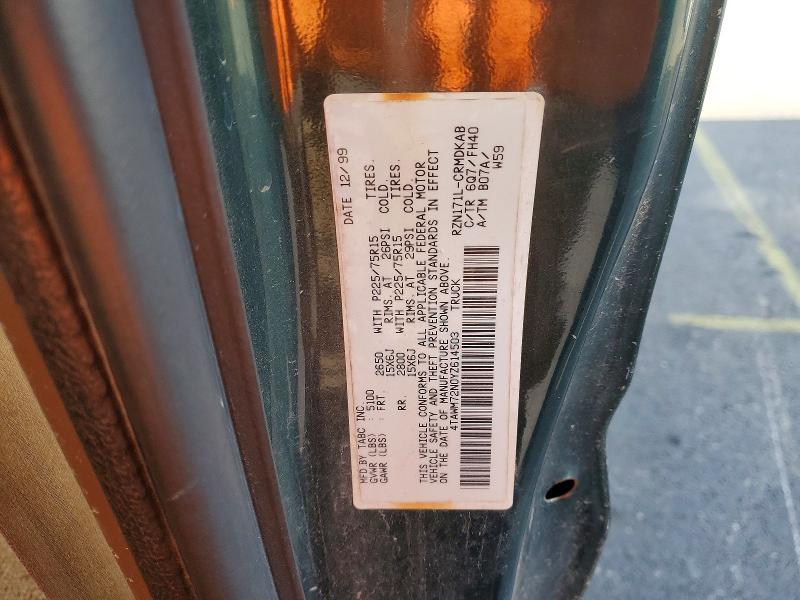 MFD.BY TABC INC. DATE 12/99
GVWR (LBS) : 5100
GAWR (LBS) : FRT. 2650 WITH P225/75R15 TIRES.
15X6J RIMS. AT 26PSI COLD.
RR. 2800 WITH P225/75R15 TIRES.
15X6J RIMS. AT 29PSI COLD.
THIS VEHICLE CONFORMS TO ALL APPLICABLE FEDERAL MOTOR
VEHICLE SAFETY AND THEFT PREVENTION STANDARDS IN EFFECT
ON THE DATE OF MANUFACTURE SHOWN ABOVE.
4TAWM72N0YZ614503 TRUCK RZN171L-CRMDKAB
C/TR 6Q7/FH40
A/TM B07A/
W59